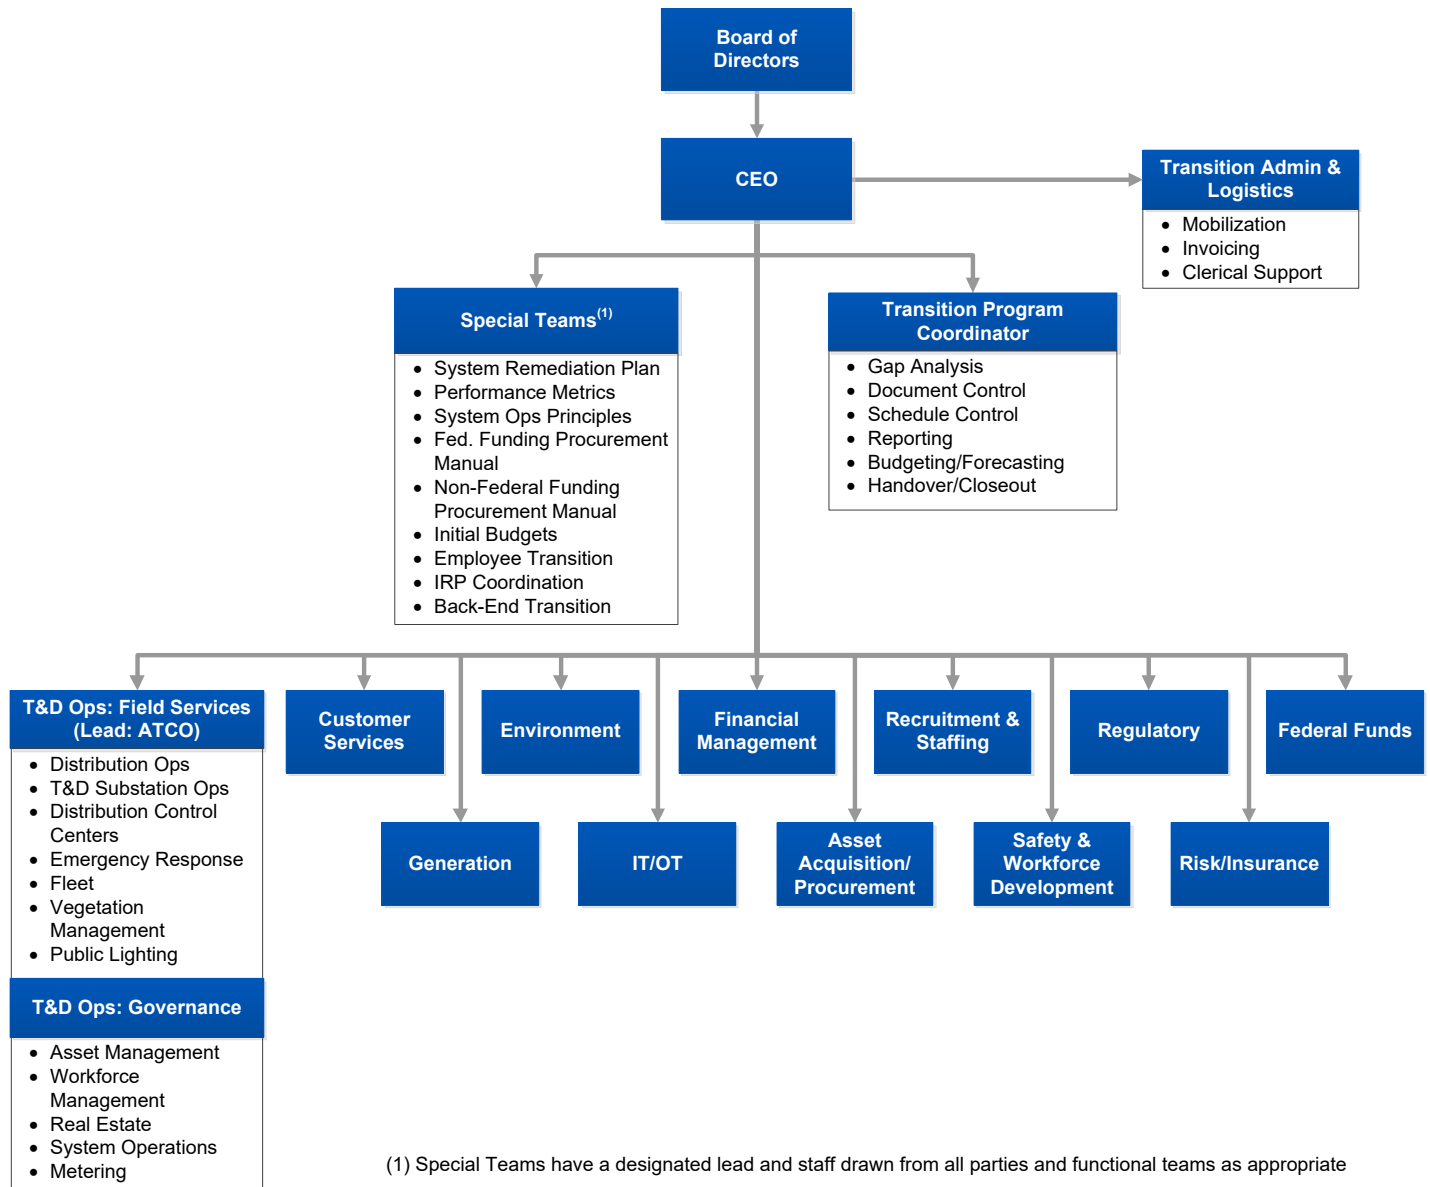 Board of
Directors
CEO
Transition Admin &
Logistics
• Mobilization
• Invoicing
• Clerical Support
Special Teams(1)
• System Remediation Plan
• Performance Metrics
• System Ops Principles
• Fed. Funding Procurement
Manual
• Non-Federal Funding
Procurement Manual
• Initial Budgets
• Employee Transition
• IRP Coordination
• Back-End Transition
Transition Program
Coordinator
• Gap Analysis
• Document Control
• Schedule Control
• Reporting
• Budgeting/Forecasting
• Handover/Closeout
T&D Ops: Field Services
(Lead: ATCO)
• Distribution Ops
• T&D Substation Ops
• Distribution Control
Centers
• Emergency Response
• Fleet
• Vegetation
Management
• Public Lighting
T&D Ops: Governance
• Asset Management
• Workforce
Management
• Real Estate
• System Operations
• Metering
Customer
Services
Environment
Financial
Management
Recruitment &
Staffing
Regulatory
Federal Funds
Generation
IT/OT
Asset
Acquisition/
Procurement
Safety &
Workforce
Development
Risk/Insurance
(1) Special Teams have a designated lead and staff drawn from all parties and functional teams as appropriate